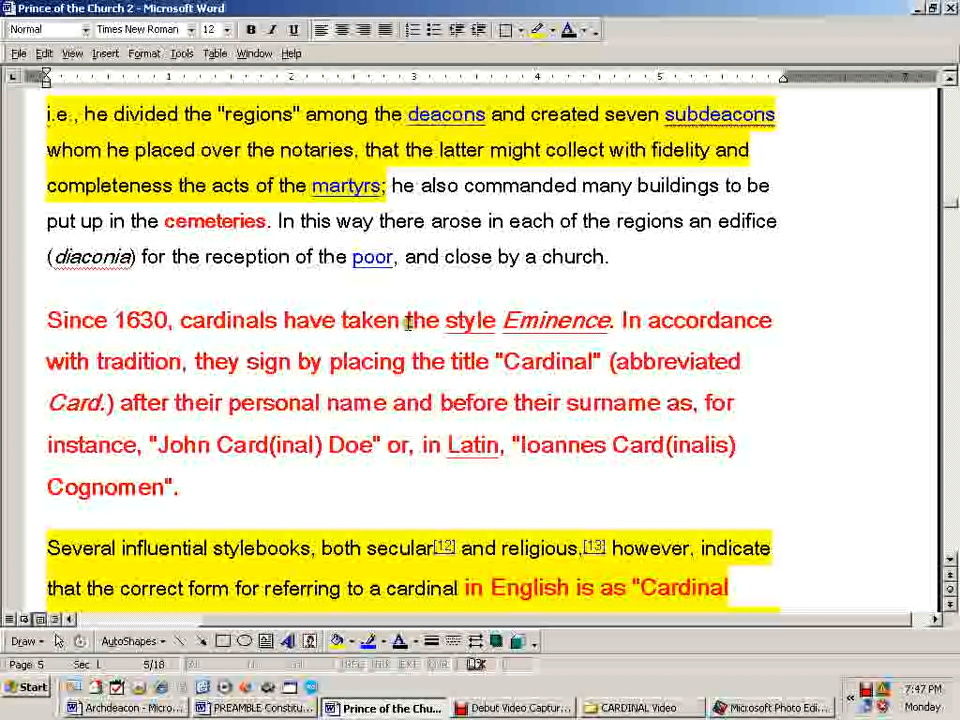 Prince of the Church 2 - Microsoft Word
Normal Times New Roman 12 B I U
File Edit View Insert Format Tools Table Window Help
1 2 3 4 5 6 7
i.e., he divided the "regions" among the deacons and created seven subdeacons
whom he placed over the notaries, that the latter might collect with fidelity and
completeness the acts of the martyrs; he also commanded many buildings to be
put up in the cemeteries. In this way there arose in each of the regions an edifice
(diaconia) for the reception of the poor, and close by a church.
Since 1630, cardinals have taken the style Eminence. In accordance
with tradition, they sign by placing the title "Cardinal" (abbreviated
Card.) after their personal name and before their surname as, for
instance, "John Card(inal) Doe" or, in Latin, "Ioannes Card(inalis)
Cognomen".
Several influential stylebooks, both secular[12] and religious,[13] however, indicate
that the correct form for referring to a cardinal in English is as "Cardinal
Draw AutoShapes
Page 5 Sec 1 5/18
Start 7:47 PM
Archdeacon - Micro... PREAMBLE Constitu... Prince of the Chu... Debut Video Captur... CARDINAL Video Microsoft Photo Edi... Monday